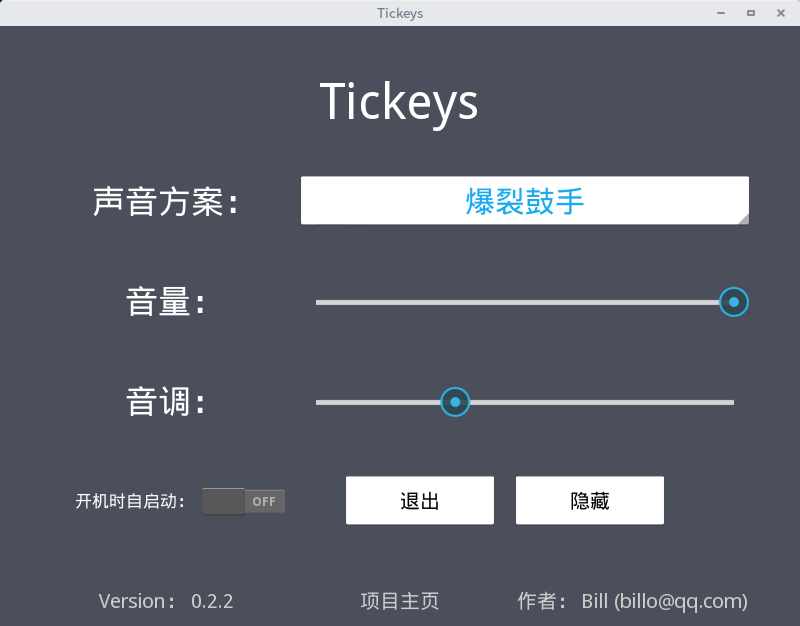 Tickeys
Tickeys
声音方案： 爆裂鼓手
音量：
音调：
开机时自启动： OFF 退出 隐藏
Version： 0.2.2 项目主页 作者： Bill (billo@qq.com)